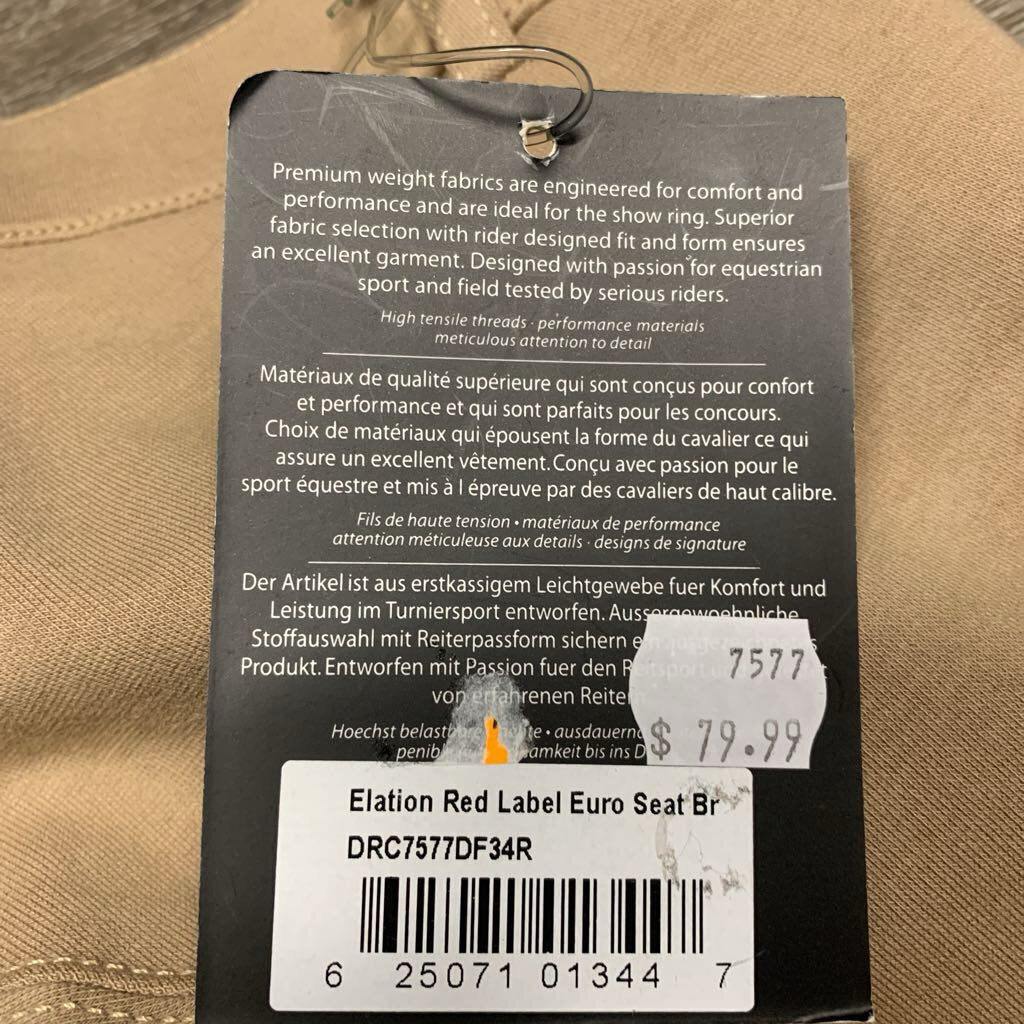 Premium weight fabrics are engineered for comfort and
performance and are ideal for the show ring. Superior
fabric selection with rider designed fit and form ensures
an excellent garment. Designed with passion for equestrian
sport and field tested by serious riders.
High tensile threads · performance materials
meticulous attention to detail
Matériaux de qualité supérieure qui sont conçus pour confort
et performance et qui sont parfaits pour les concours.
Choix de matériaux qui épousent la forme du cavalier ce qui
assure un excellent vêtement. Conçu avec passion pour le
sport équestre et mis à l épreuve par des cavaliers de haut calibre.
Fils de haute tension • matériaux de performance
attention méticuleuse aux details · designs de signature
Der Artikel ist aus erstkassigem Leichtgewebe fuer Komfort und
Leistung im Turniersport entworfen. Aussergewoehnliche
Stoffauswahl mit Reiterpassform sichern
Produkt. Entworfen mit Passion fuer den
von erfahrenen Reitern
Hoechst • ausdauernd
bis ins
7577
$ 79.99
Elation Red Label Euro Seat Br
DRC7577DF34R
6 25071 01344 7